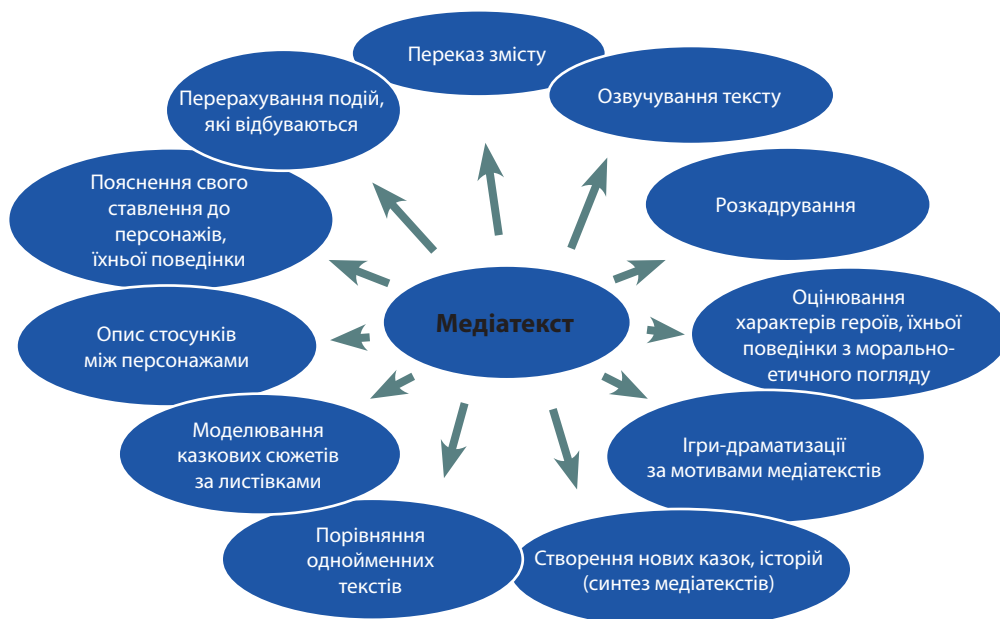 Переказ змісту
Озвучування тексту
Розкадрування
Оцінювання
характерів героїв, їхньої
поведінки з морально-
етичного погляду
Ігри-драматизації
за мотивами медіатекстів
Створення нових казок, історій
(синтез медіатекстів)
Порівняння
однойменних
текстів
Моделювання
казкових сюжетів
за листівками
Опис стосунків
між персонажами
Пояснення свого
ставлення до
персонажів,
їхньої поведінки
Перерахування подій,
які відбуваються
Медіатекст